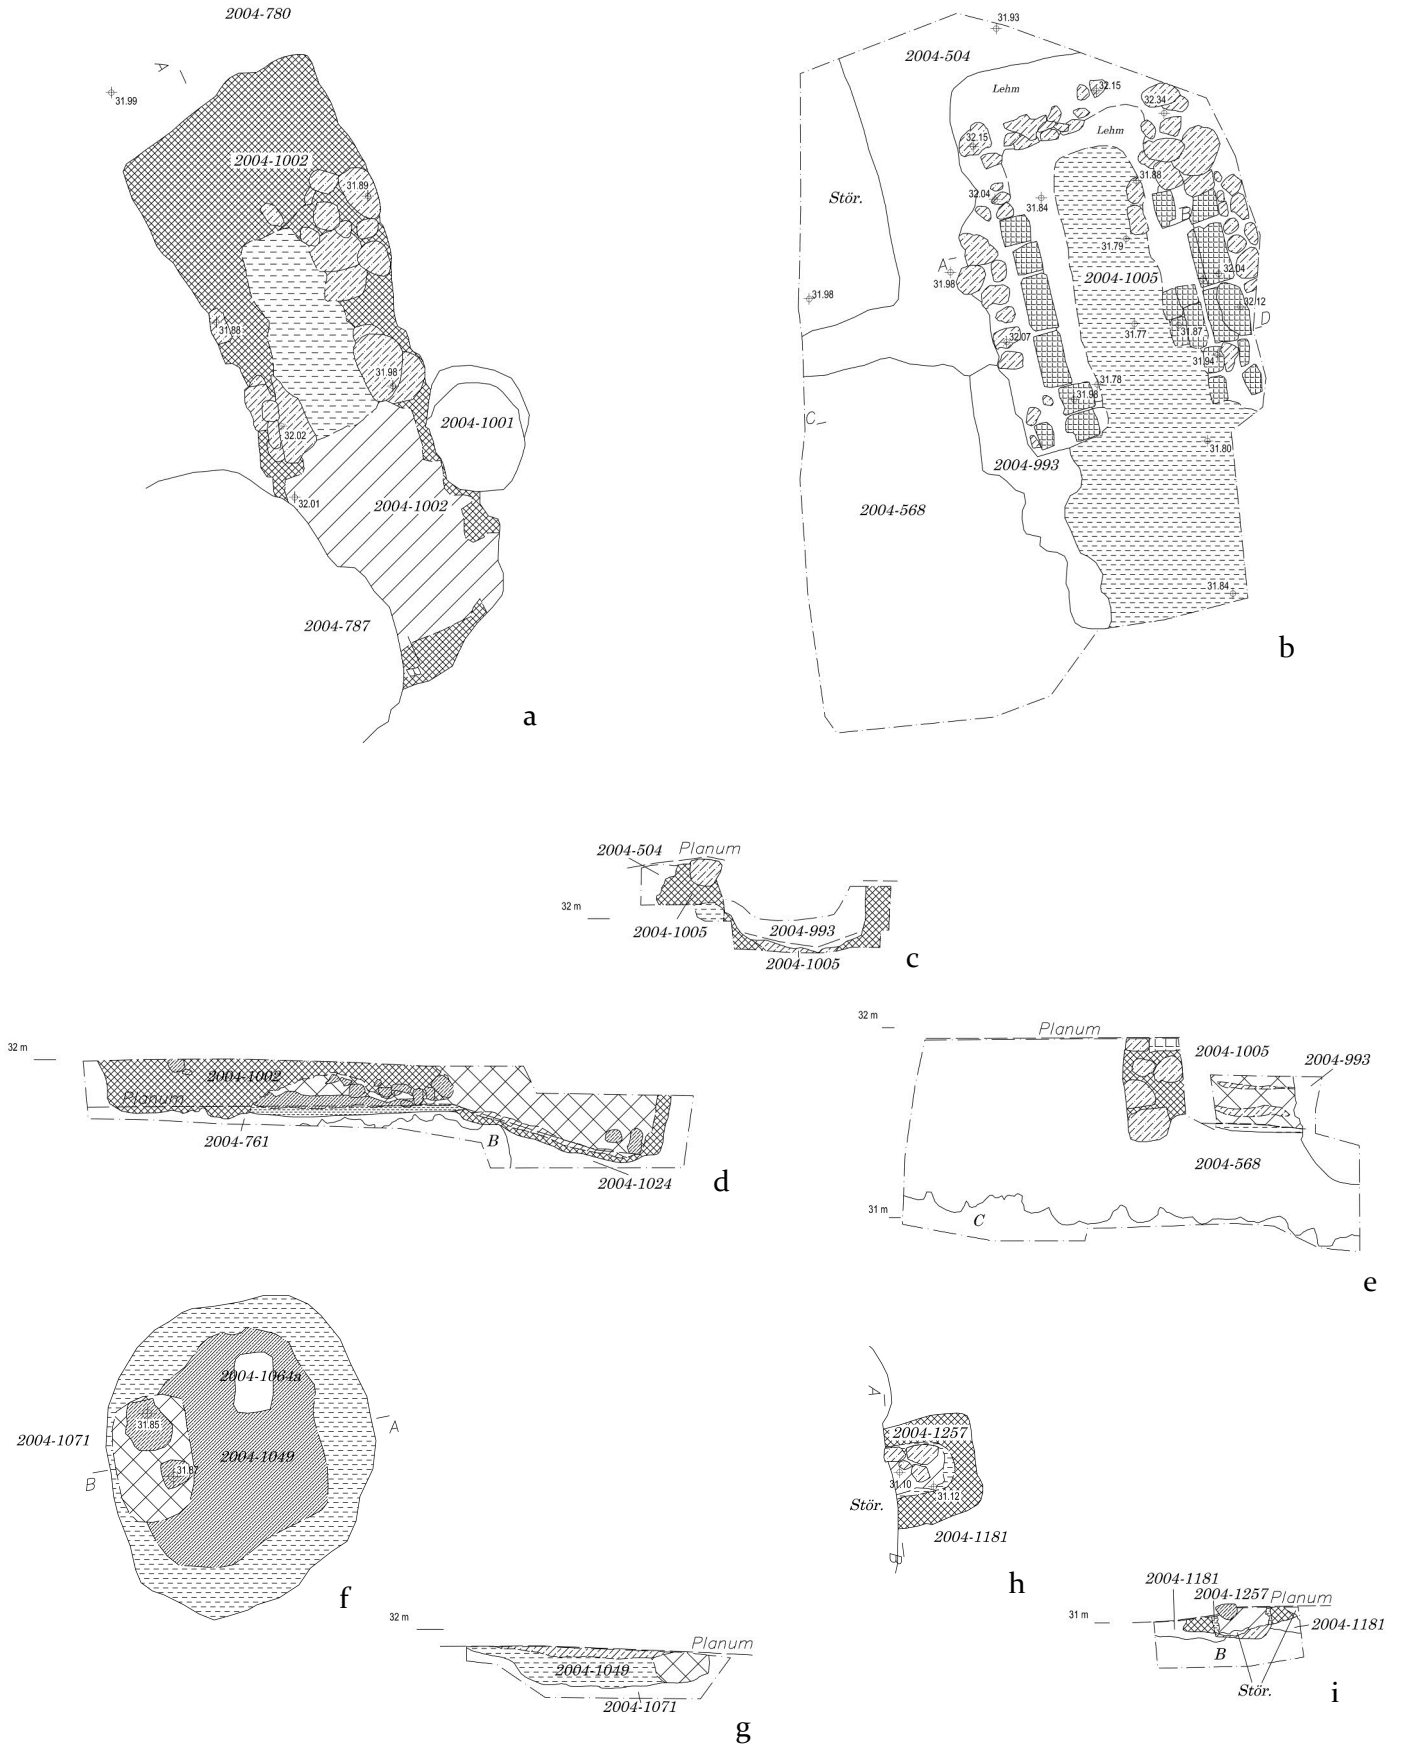 2004-780
A
31.99
2004-1002
31.89
31.88
31.98
2004-1001
32.02
32.01
2004-1002
2004-787
B
a
31.93
2004-504
Lehm
32.15
32.34
Lehm
32.15
31.88
Stör.
32.04
31.84
B
31.79
A
31.98
2004-1005
32.04
31.98
32.12
D
31.77
31.87
32.07
31.94
31.78
31.98
C
31.80
2004-993
2004-568
31.84
b
2004-504
Planum
32 m
2004-1005
2004-993
2004-1005
c
32 m
2004-1002
Planum
2004-761
B
2004-1024
d
32 m
Planum
2004-1005
2004-993
2004-568
31 m
C
e
2004-1064a
31.85
A
2004-1071
2004-1049
31.87
B
f
32 m
Planum
2004-1049
2004-1071
g
A
2004-1257
31.10
31.12
Stör.
2004-1181
B
h
2004-1181
2004-1257
Planum
31 m
2004-1181
B
Stör.
i